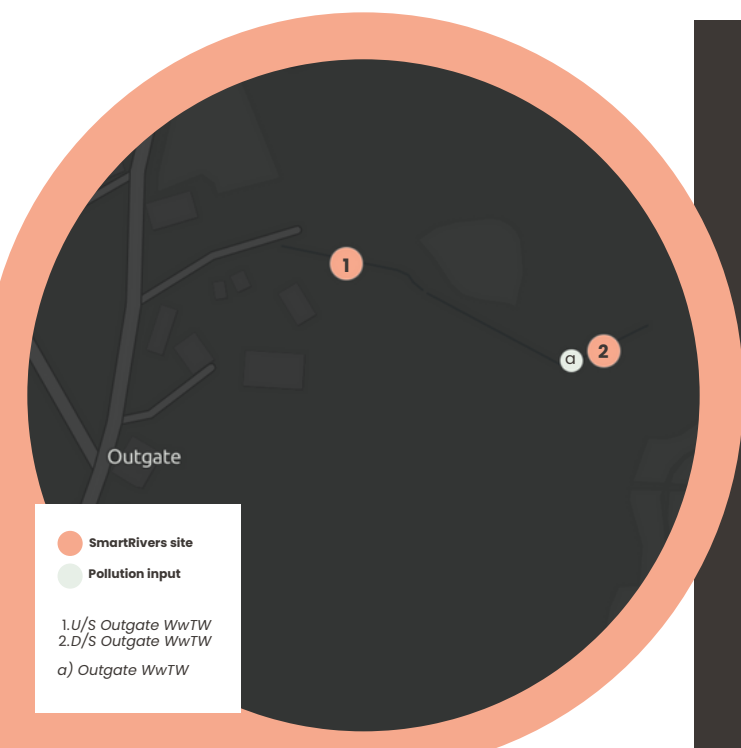 1
a
2
Outgate
SmartRivers site
Pollution input
1.U/S Outgate WwTW
2.D/S Outgate WwTW
a) Outgate WwTW